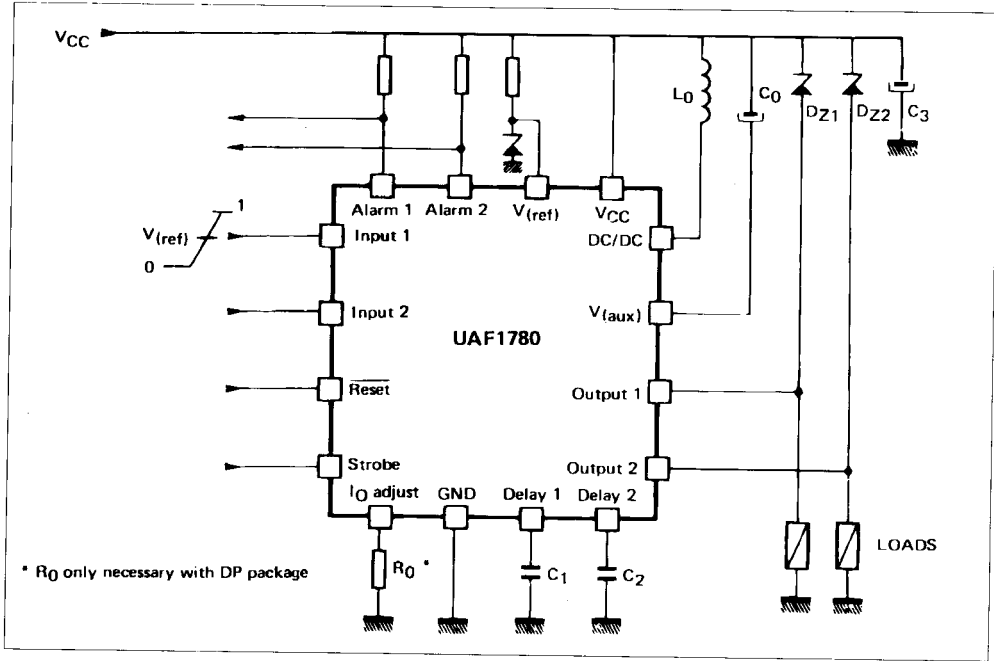 VCC
L0
C0
DZ1
DZ2
C3
Alarm 1
Alarm 2
V(ref)
VCC
V(ref)
1
0
Input 1
DC/DC
Input 2
V(aux)
UAF1780
Reset
Output 1
Strobe
Output 2
IO adjust
GND
Delay 1
Delay 2
LOADS
* R0 only necessary with DP package
R0 *
C1
C2